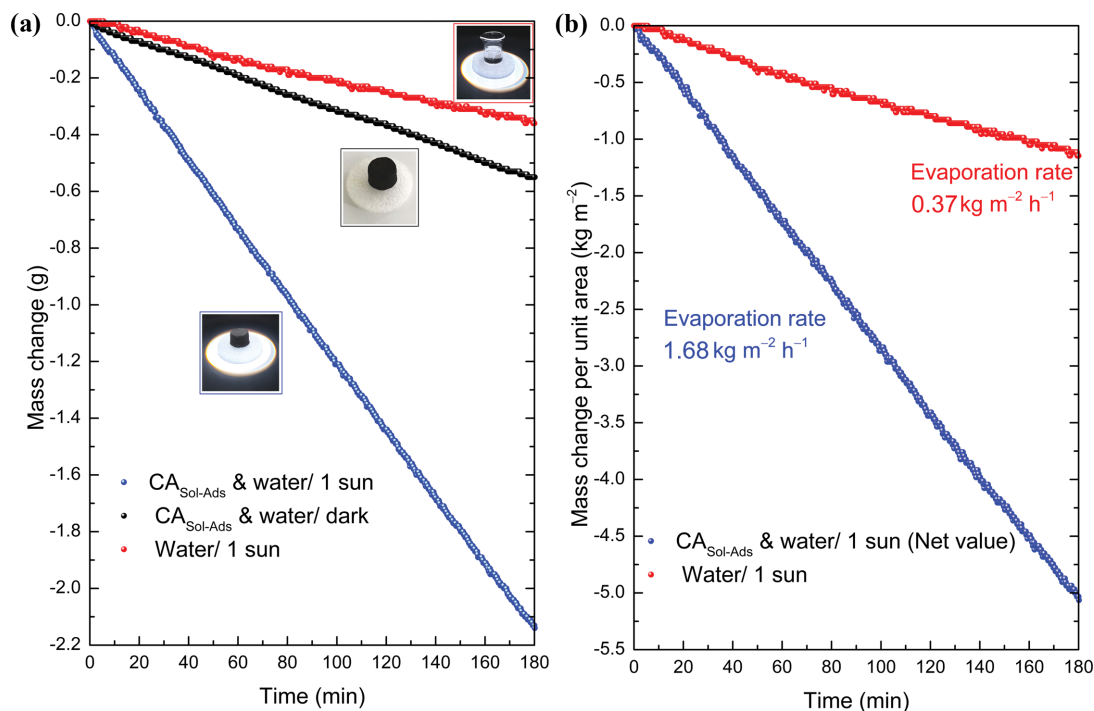 (a)
0.0
-0.2
-0.4
-0.6
-0.8
-1.0
-1.2
-1.4
-1.6
-1.8
-2.0
-2.2
Mass change (g)
CA_Sol-Ads & water/ 1 sun
CA_Sol-Ads & water/ dark
Water/ 1 sun
0 20 40 60 80 100 120 140 160 180
Time (min)
(b)
0.0
-0.5
-1.0
-1.5
-2.0
-2.5
-3.0
-3.5
-4.0
-4.5
-5.0
-5.5
Mass change per unit area (kg m⁻²)
Evaporation rate
0.37 kg m⁻² h⁻¹
Evaporation rate
1.68 kg m⁻² h⁻¹
CA_Sol-Ads & water/ 1 sun (Net value)
Water/ 1 sun
0 20 40 60 80 100 120 140 160 180
Time (min)